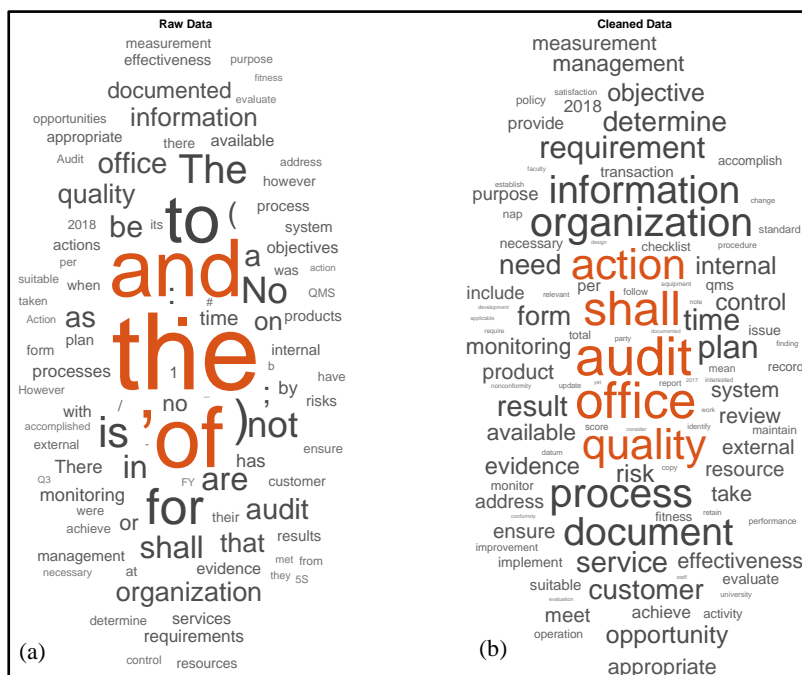 Raw Data
measurement
effectiveness purpose
fitness
documented
evaluate
opportunities information
appropriate there available
Audit office The address
however
quality to ( process
2018 be its system
actions a objectives
per and was action
suitable when : No QMS
taken #
Action as time on products
plan the
form internal
processes 1 b have
However no ; by risks
with /
accomplished is 'of ) not
external - ensure
There in has
Q3 FY are customer
monitoring for
were their audit
achieve or results
shall that
management met from
necessary at evidence they 5S
organization
determine services
requirements
(a) control resources
Cleaned Data
measurement
management
satisfaction objective
policy 2018
provide determine
requirement
accomplish
faculty transaction
establish information
purpose change
nap organization
standard
necessary design checklist procedure
need action internal
per equipment qms
include relevant follow
development form shall note control
applicable time
require total party documented issue
monitoring audit plan finding
mean record
product
nonconformity update yet report 2017 interested
office system
result work
score consider identify review maintain
available quality external
datum
evidence risk copy resource
monitor process take
address retain
fitness
conformity performance
ensure document
improvement
implement service effectiveness
staff evaluate
suitable customer
evaluation university
meet achieve activity
operation opportunity
(b)
appropriate